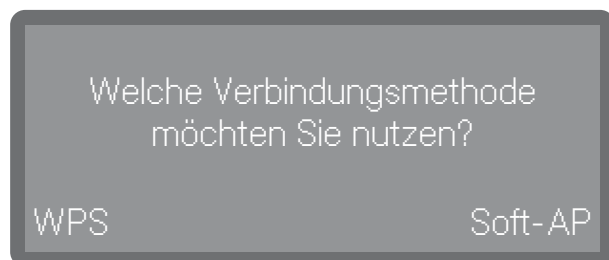 Welche Verbindungsmethode
möchten Sie nutzen?
WPS
Soft-AP